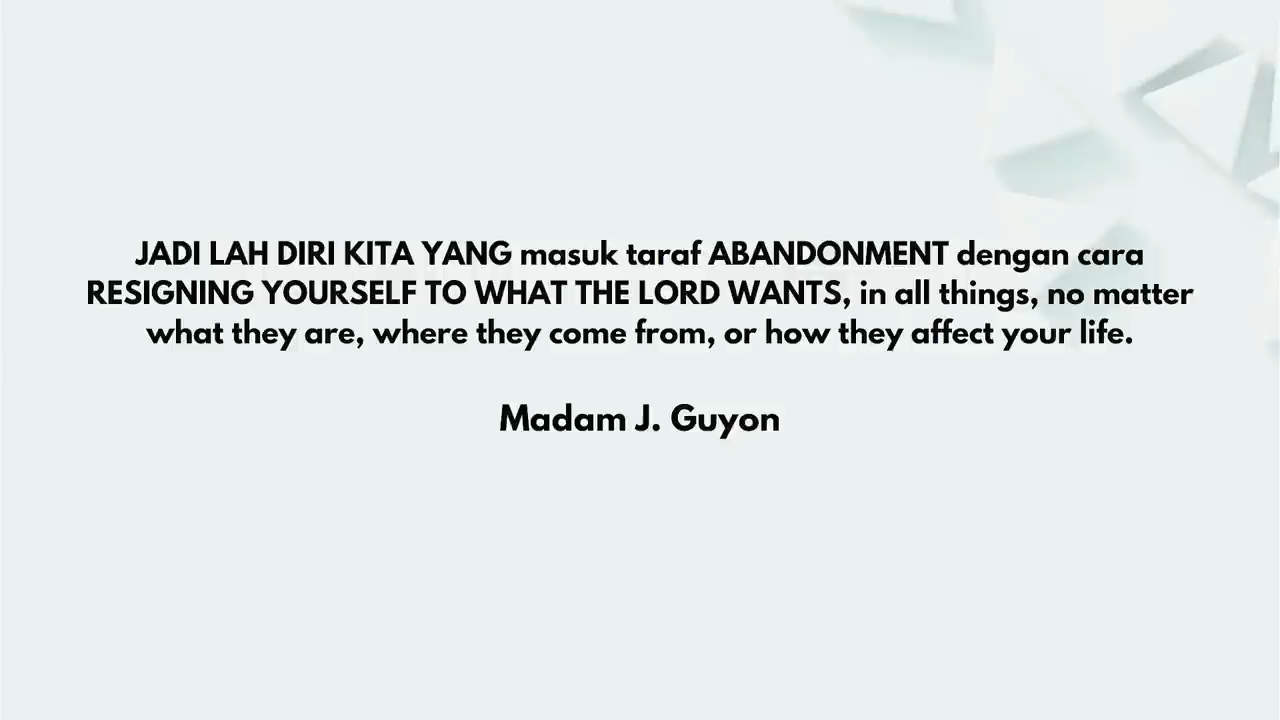 JADI LAH DIRI KITA YANG masuk taraf ABANDONMENT dengan cara
RESIGNING YOURSELF TO WHAT THE LORD WANTS, in all things, no matter
what they are, where they come from, or how they affect your life.
Madam J. Guyon